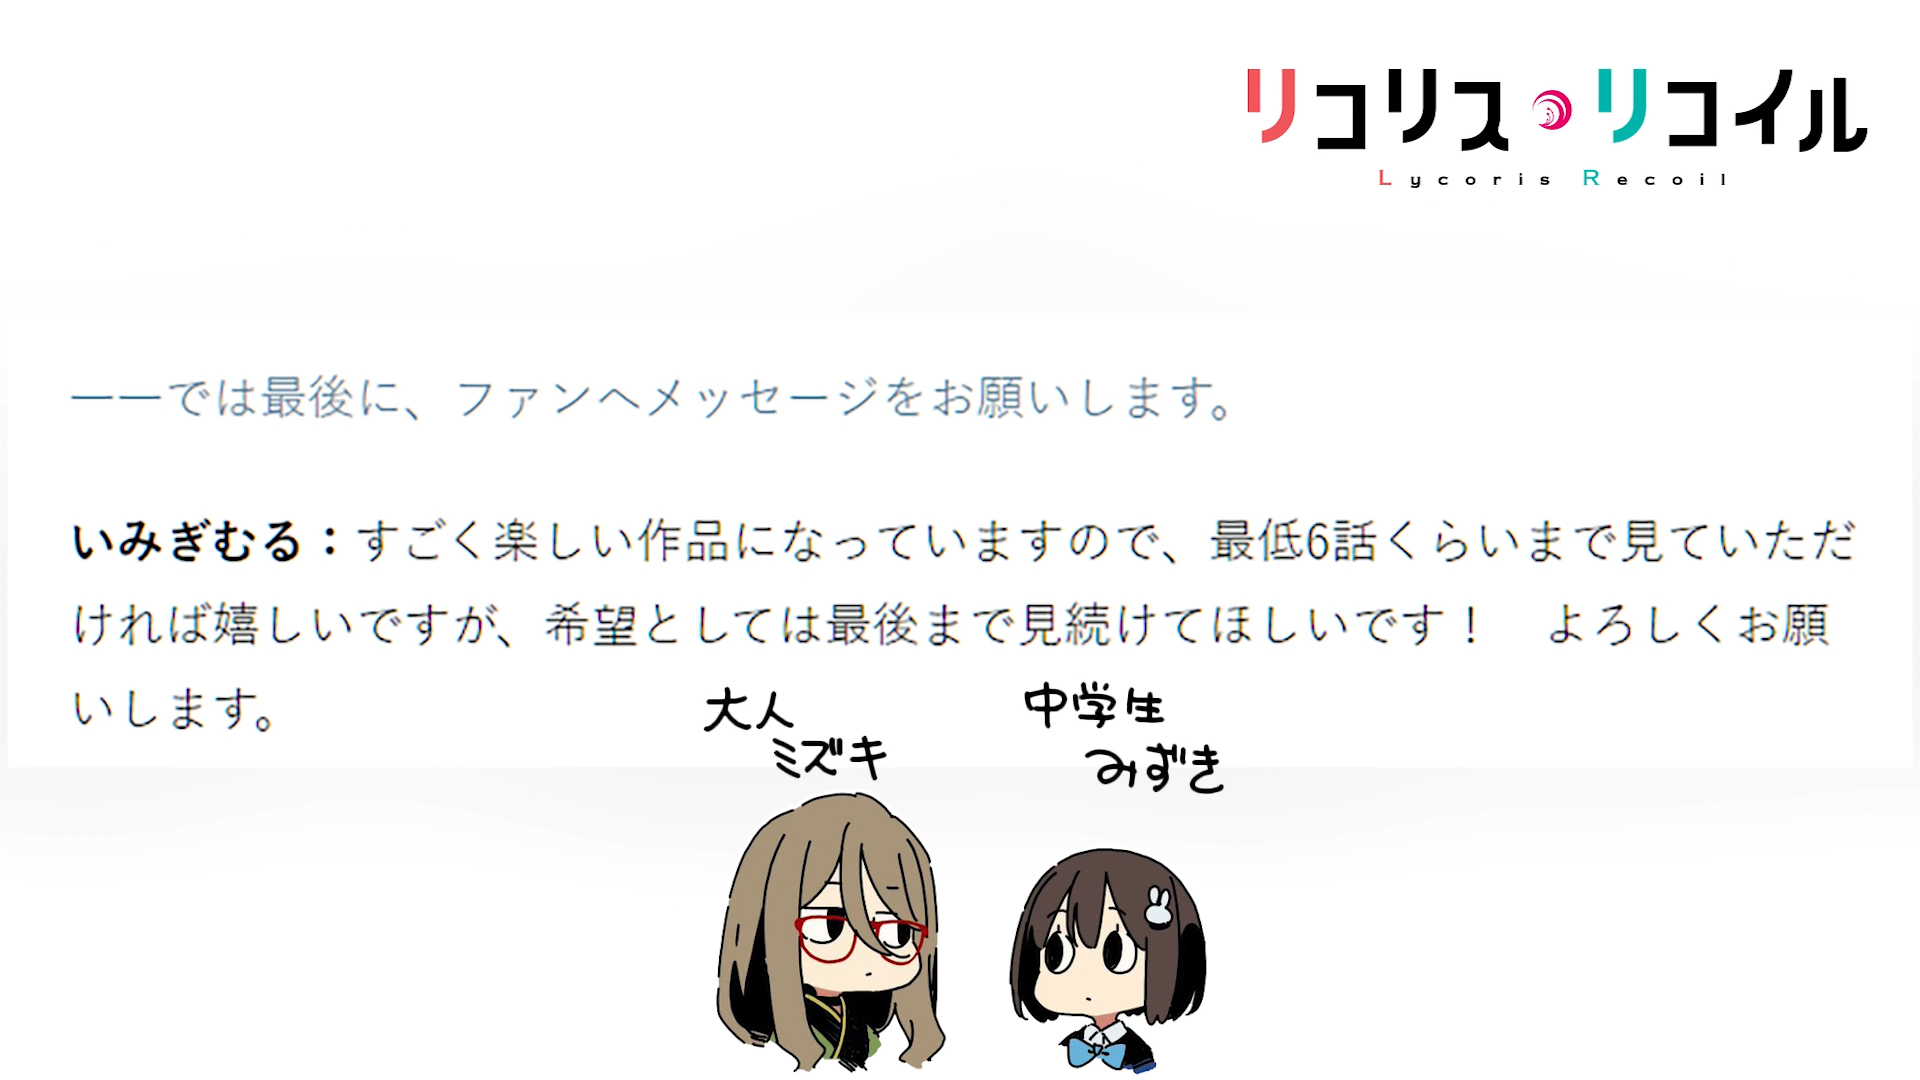 リコリス・リコイル
Lycoris Recoil
——では最後に、ファンへメッセージをお願いします。
いみぎむる：すごく楽しい作品になっていますので、最低6話くらいまで見ていただ
ければ嬉しいですが、希望としては最後まで見続けてほしいです！　よろしくお願
いします。
大人
ミズキ
中学生
みずき